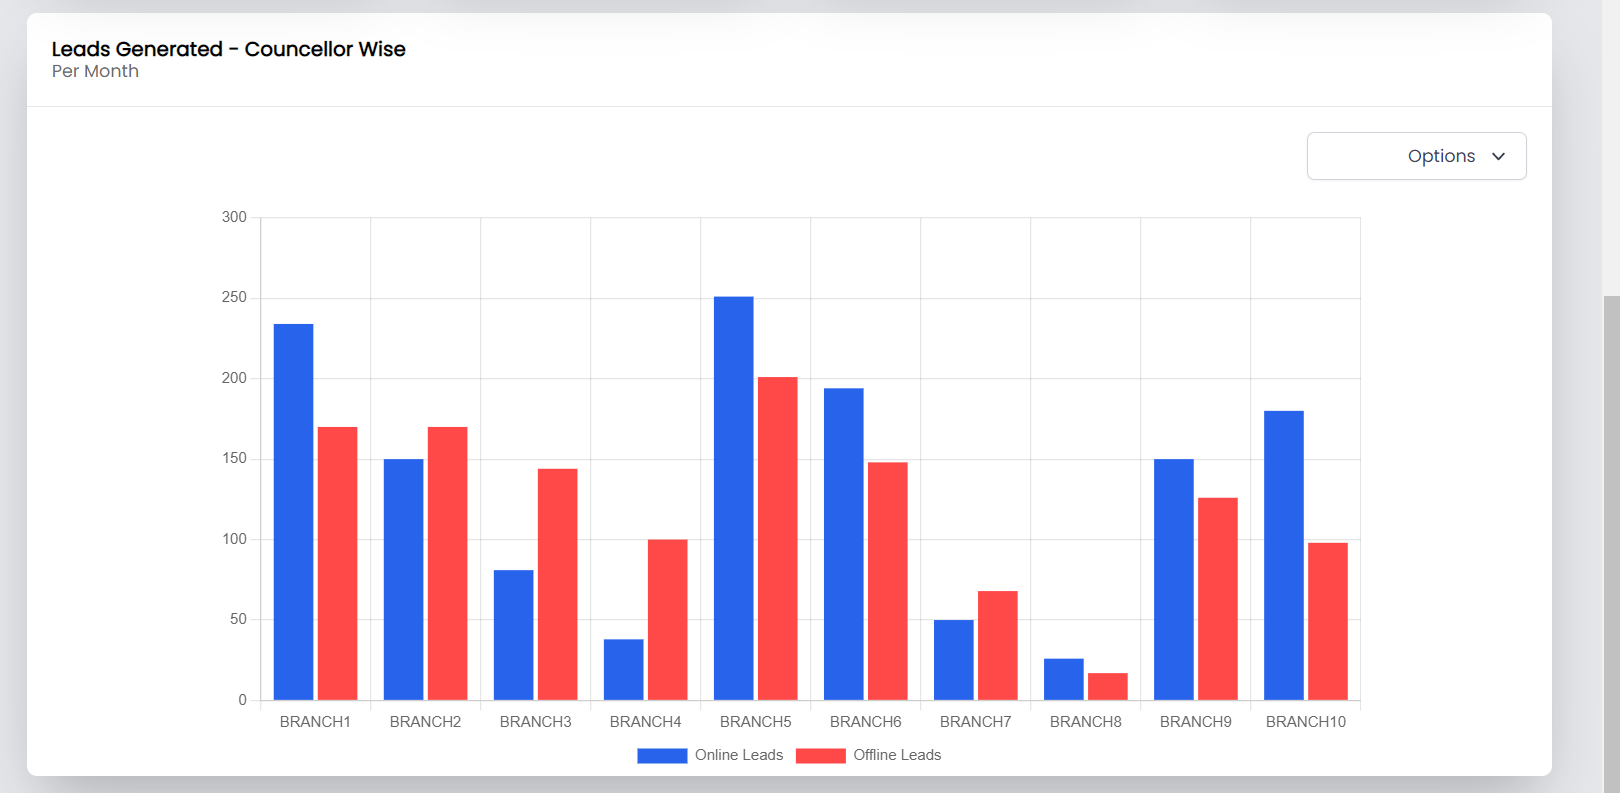 Leads Generated - Councellor Wise
Per Month
Options
300
250
200
150
100
50
0
BRANCH1 BRANCH2 BRANCH3 BRANCH4 BRANCH5 BRANCH6 BRANCH7 BRANCH8 BRANCH9 BRANCH10
Online Leads Offline Leads